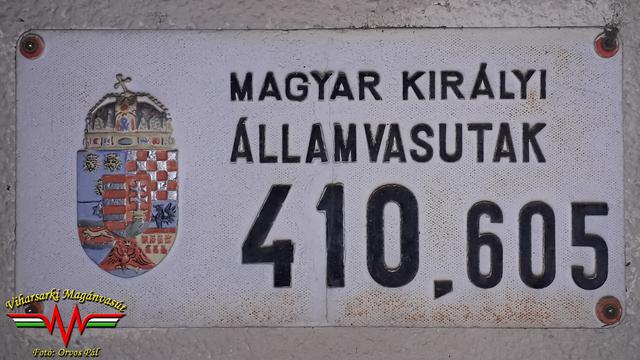 MAGYAR KIRÁLYI
ÁLLAMVASUTAK
410,605
Viharsarki Magánvasút
Fotó: Orvos Pál